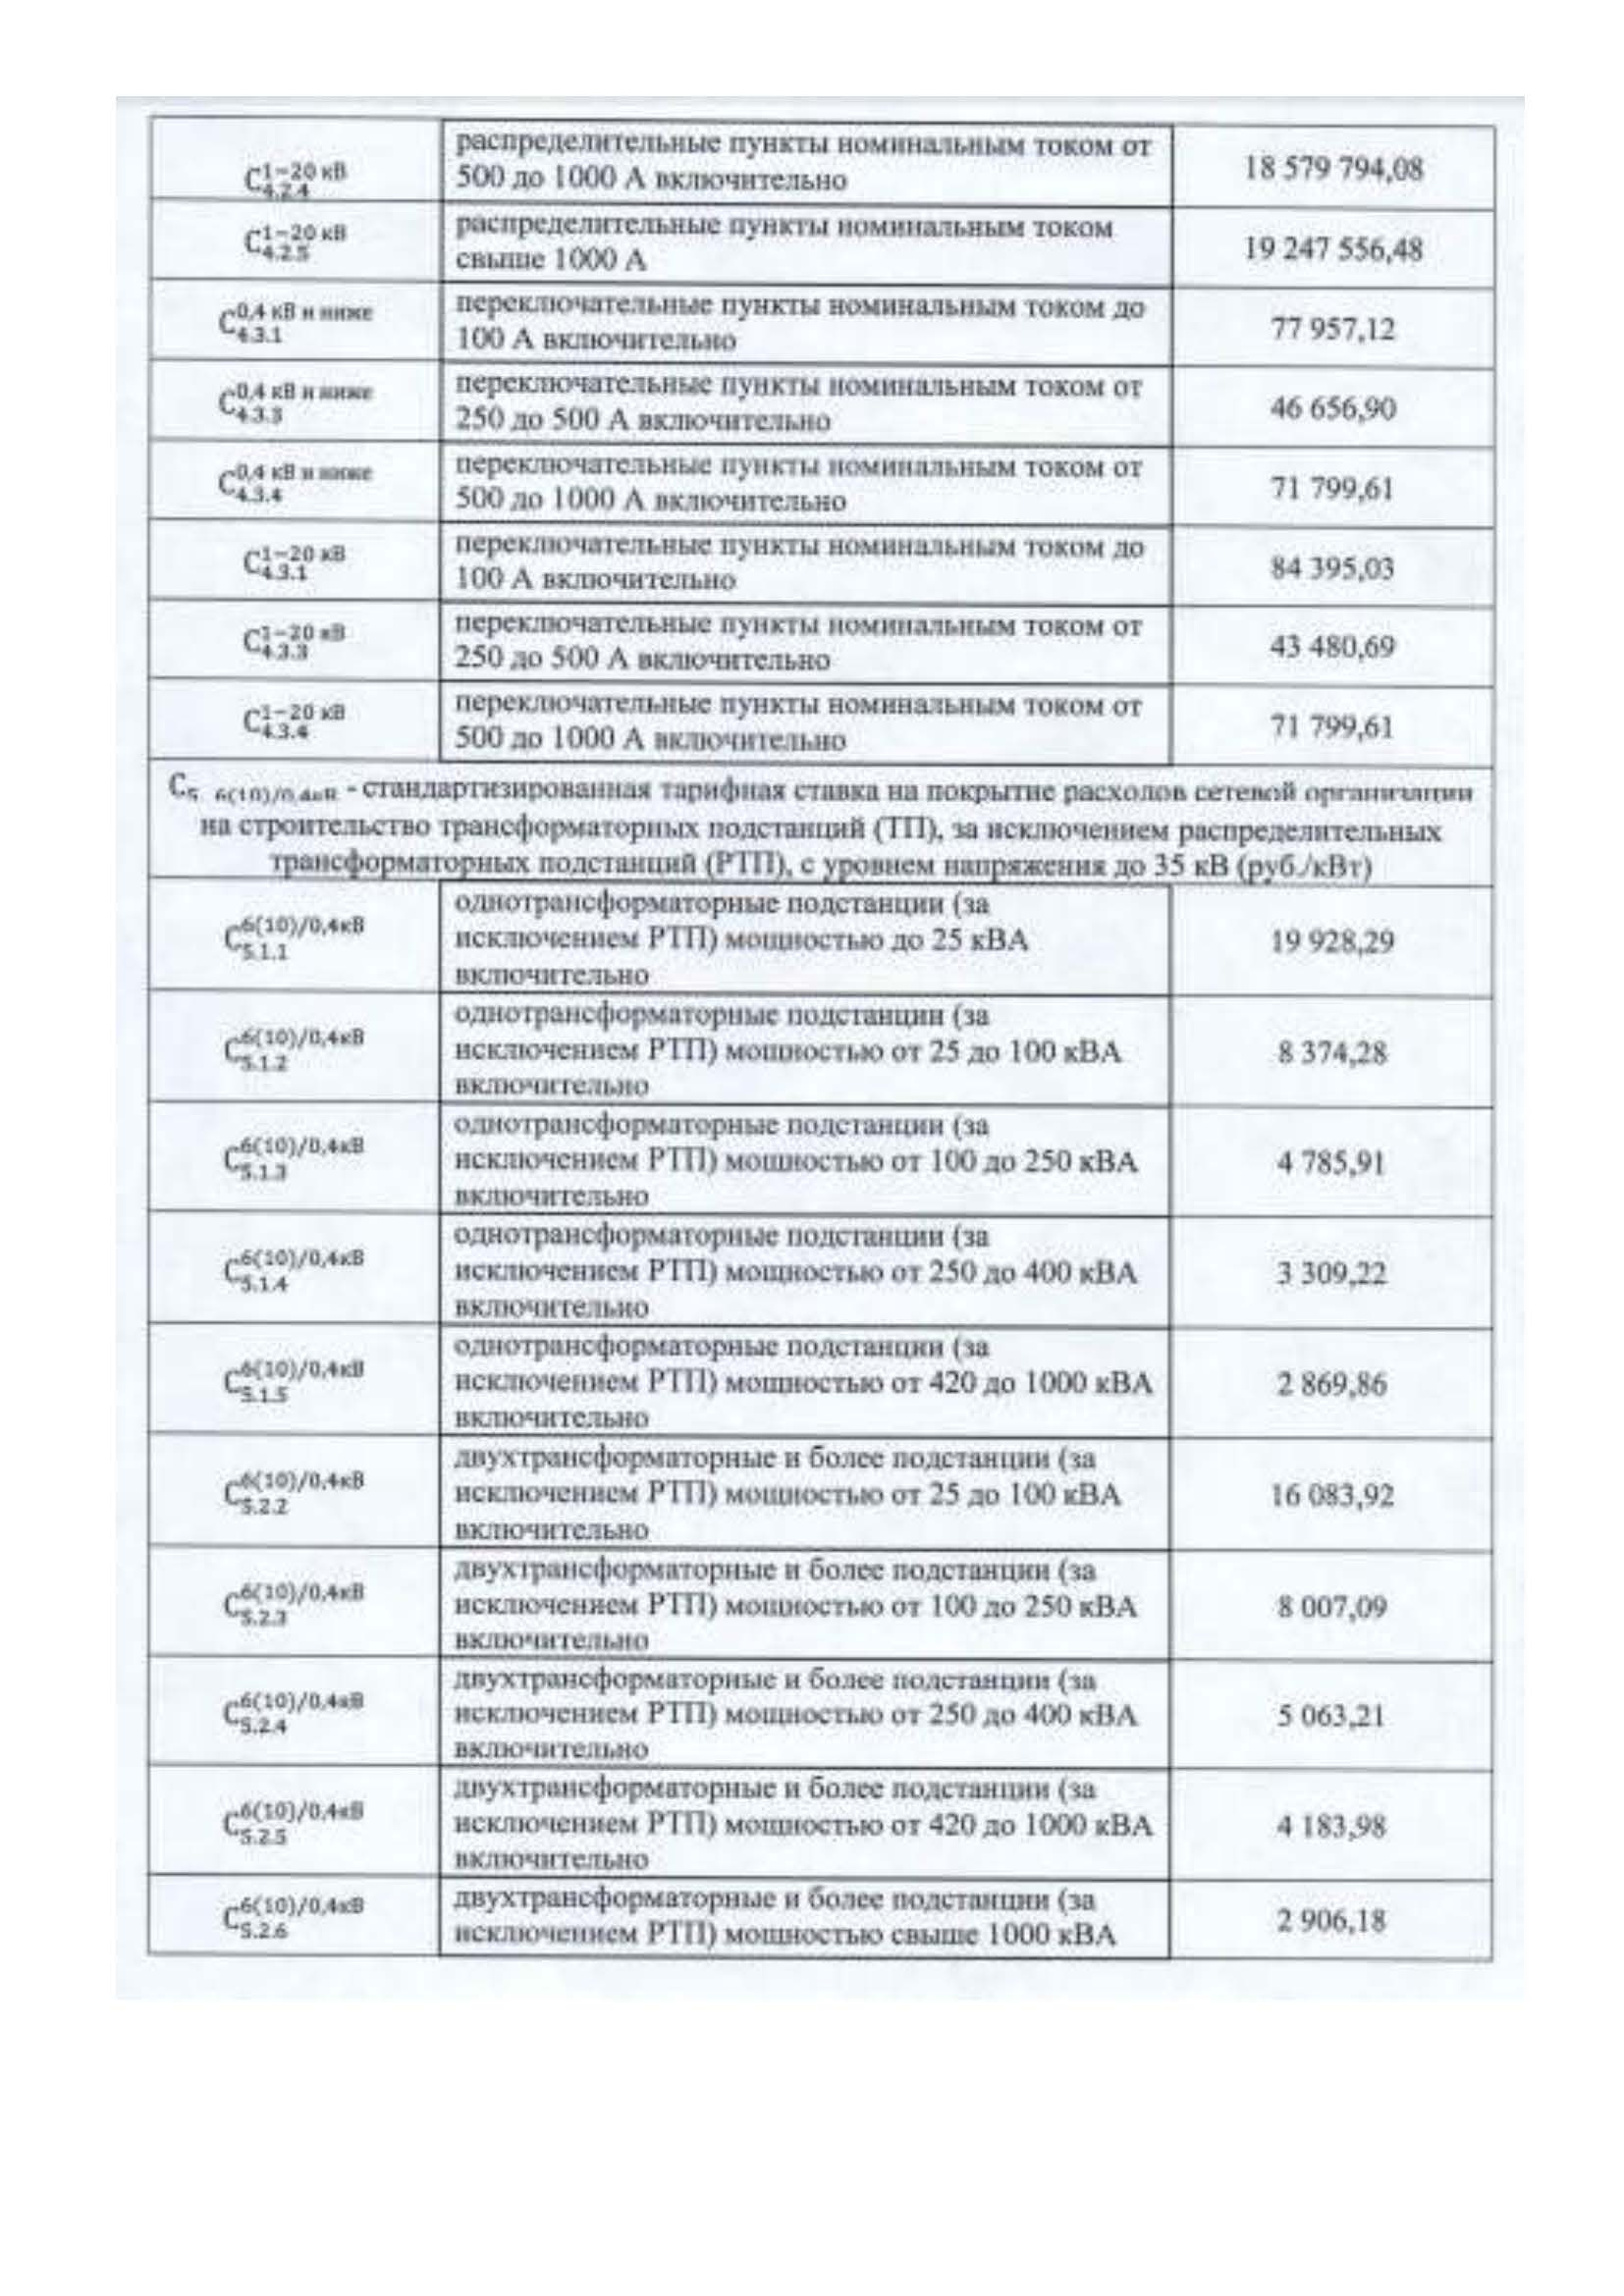 C 1−20 кВ 4.2.4
распределительные пункты номинальным током от
500 до 1000 А включительно
18 579 794,08
C 1−20 кВ 4.2.5
распределительные пункты номинальным током
свыше 1000 А
19 247 556,48
C 0,4 кВ и ниже 4.3.1
переключательные пункты номинальным током до
100 А включительно
77 957,12
C 0,4 кВ и ниже 4.3.3
переключательные пункты номинальным током от
250 до 500 А включительно
46 656,90
C 0,4 кВ и ниже 4.3.4
переключательные пункты номинальным током от
500 до 1000 А включительно
71 799,61
C 1−20 кВ 4.3.1
переключательные пункты номинальным током до
100 А включительно
84 395,03
C 1−20 кВ 4.3.3
переключательные пункты номинальным током от
250 до 500 А включительно
43 480,69
C 1−20 кВ 4.3.4
переключательные пункты номинальным током от
500 до 1000 А включительно
71 799,61
C5 6(10)/0,4кВ - стандартизированная тарифная ставка на покрытие расходов сетевой организации
на строительство трансформаторных подстанций (ТП), за исключением распределительных
трансформаторных подстанций (РТП), с уровнем напряжения до 35 кВ (руб./кВт)
C 6(10)/0,4кВ 5.1.1
однотрансформаторные подстанции (за
исключением РТП) мощностью до 25 кВА
включительно
19 928,29
C 6(10)/0,4кВ 5.1.2
однотрансформаторные подстанции (за
исключением РТП) мощностью от 25 до 100 кВА
включительно
8 374,28
C 6(10)/0,4кВ 5.1.3
однотрансформаторные подстанции (за
исключением РТП) мощностью от 100 до 250 кВА
включительно
4 785,91
C 6(10)/0,4кВ 5.1.4
однотрансформаторные подстанции (за
исключением РТП) мощностью от 250 до 400 кВА
включительно
3 309,22
C 6(10)/0,4кВ 5.1.5
однотрансформаторные подстанции (за
исключением РТП) мощностью от 420 до 1000 кВА
включительно
2 869,86
C 6(10)/0,4кВ 5.2.2
двухтрансформаторные и более подстанции (за
исключением РТП) мощностью от 25 до 100 кВА
включительно
16 083,92
C 6(10)/0,4кВ 5.2.3
двухтрансформаторные и более подстанции (за
исключением РТП) мощностью от 100 до 250 кВА
включительно
8 007,09
C 6(10)/0,4кВ 5.2.4
двухтрансформаторные и более подстанции (за
исключением РТП) мощностью от 250 до 400 кВА
включительно
5 063,21
C 6(10)/0,4кВ 5.2.5
двухтрансформаторные и более подстанции (за
исключением РТП) мощностью от 420 до 1000 кВА
включительно
4 183,98
C 6(10)/0,4кВ 5.2.6
двухтрансформаторные и более подстанции (за
исключением РТП) мощностью свыше 1000 кВА
2 906,18